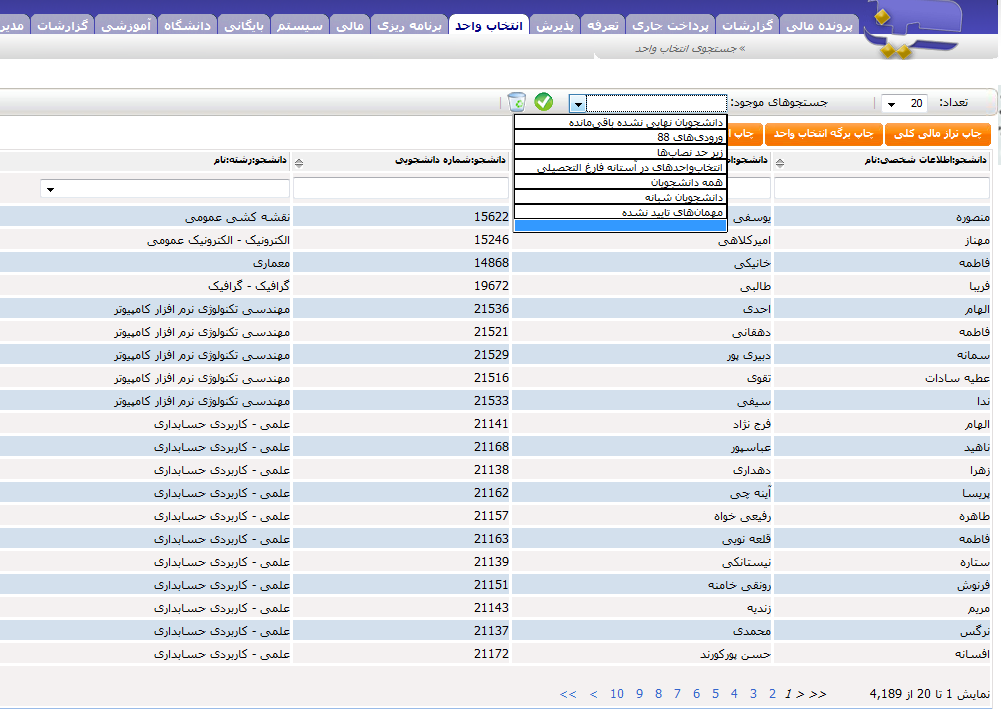 پرونده مالی گزارشات پرداخت جاری تعرفه پذیرش انتخاب واحد برنامه ریزی مالی سیستم بایگانی دانشگاه آموزشی گزارشات
» جستجوی انتخاب واحد
تعداد: 20 جستجوهای موجود:
دانشجویان نهایی نشده باقی‌مانده
ورودی‌های 88
زیر حد نصاب‌ها
انتخاب‌واحدهای در آستانه فارغ التحصیلی
همه دانشجویان
دانشجویان شبانه
مهمان‌های تایید نشده
چاپ تراز مالی کلی چاپ برگه انتخاب واحد چاپ
دانشجو:اطلاعات شخصی:نام دانشجو:شماره دانشجویی دانشجو:رشته:نام
منصوره یوسفی 15622 نقشه کشی عمومی
مهناز امیرکلاهی 15246 الکترونیک - الکترونیک عمومی
فاطمه خانیکی 14868 معماری
فریبا طالبی 19672 گرافیک - گرافیک
الهام احدی 21536 مهندسی تکنولوژی نرم افزار کامپیوتر
فاطمه دهقانی 21521 مهندسی تکنولوژی نرم افزار کامپیوتر
سمانه دبیری پور 21529 مهندسی تکنولوژی نرم افزار کامپیوتر
عطیه سادات تقوی 21516 مهندسی تکنولوژی نرم افزار کامپیوتر
ندا سیفی 21533 مهندسی تکنولوژی نرم افزار کامپیوتر
الهام فرج نژاد 21141 علمی - کاربردی حسابداری
ناهید عباسپور 21168 علمی - کاربردی حسابداری
زهرا دهداری 21138 علمی - کاربردی حسابداری
پریسا آینه چی 21162 علمی - کاربردی حسابداری
طاهره رفیعی خواه 21157 علمی - کاربردی حسابداری
فاطمه قلعه نویی 21163 علمی - کاربردی حسابداری
ستاره نیستانکی 21139 علمی - کاربردی حسابداری
فرنوش رونقی خامنه 21151 علمی - کاربردی حسابداری
مریم زندیه 21143 علمی - کاربردی حسابداری
نرگس محمدی 21137 علمی - کاربردی حسابداری
افسانه حسن پورکورند 21172 علمی - کاربردی حسابداری
نمایش 1 تا 20 از 4,189 << < 1 2 3 4 5 6 7 8 9 10 > >>